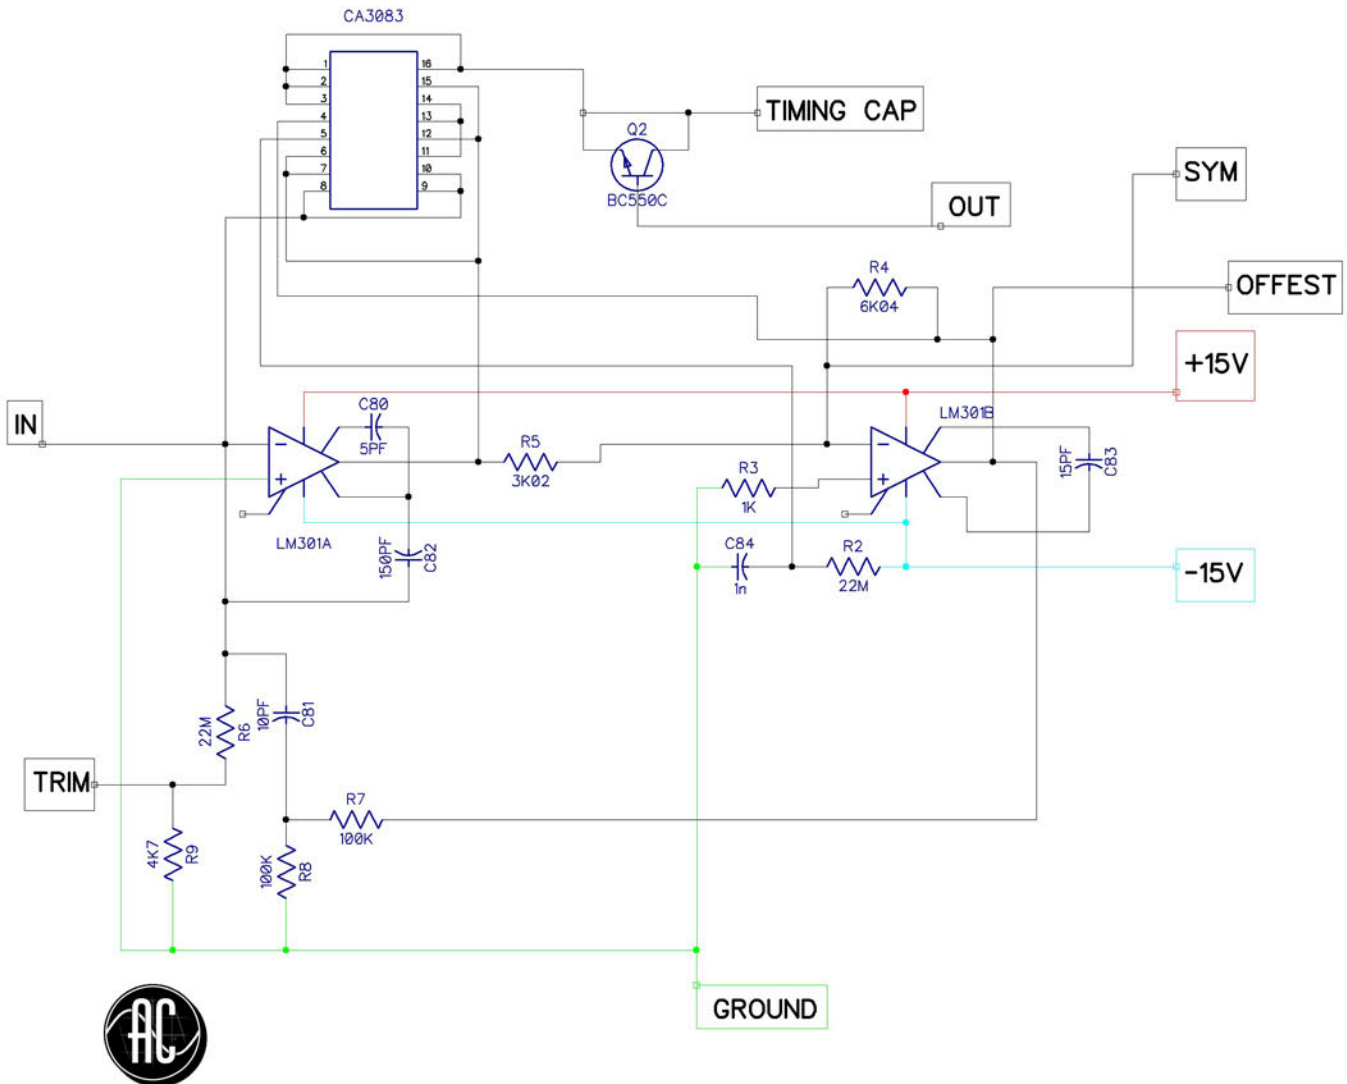 CA3083
1 16
2 15
3 14
4 13
5 12
6 11
7 10
8 9
TIMING CAP
Q2
BC550C
SYM
OUT
R4
6K04
OFFEST
+15V
IN
C80
5PF
LM301B
R5
3K02
15PF
C83
R3
1K
LM301A
150PF
C82
C84
1n
R2
22M
-15V
22M
R6
10PF
C81
TRIM
R7
100K
4K7
R9
100K
R8
GROUND
AC